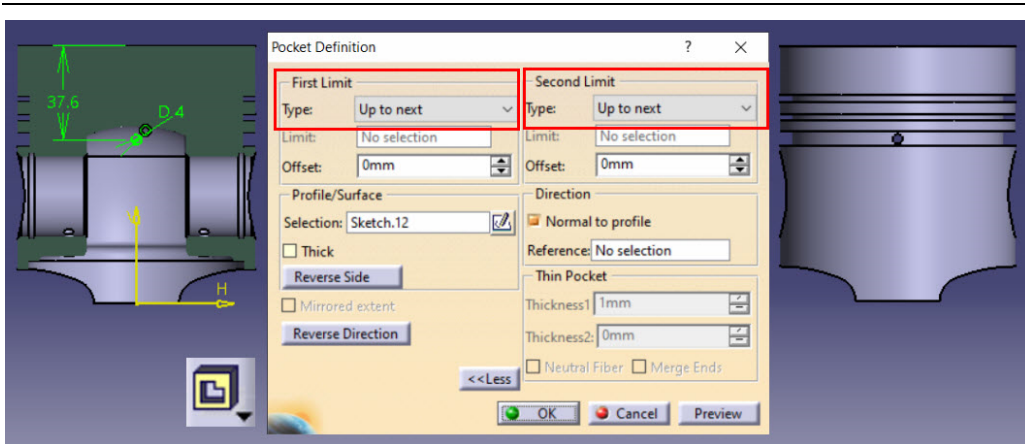 37.6
D 4
H
Pocket Definition ? ×
First Limit
Type: Up to next
Limit: No selection
Offset: 0mm
Profile/Surface
Selection: Sketch.12
Thick
Reverse Side
Mirrored extent
Reverse Direction
<<Less
Second Limit
Type: Up to next
Limit: No selection
Offset: 0mm
Direction
Normal to profile
Reference: No selection
Thin Pocket
Thickness1 1mm
Thickness2: 0mm
Neutral Fiber Merge Ends
OK Cancel Preview